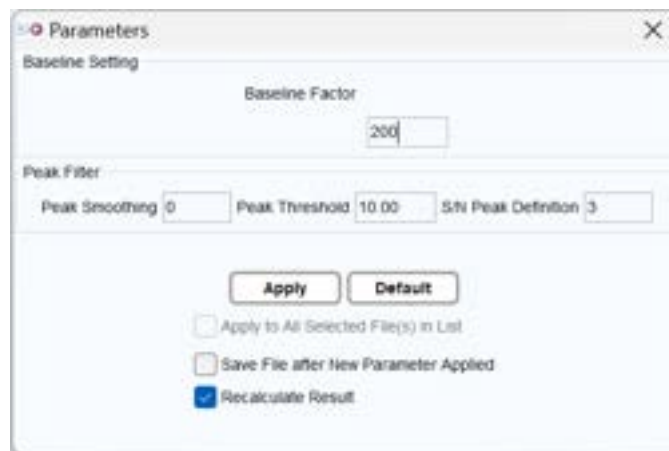 Parameters
Baseline Setting
Baseline Factor
200
Peak Filter
Peak Smoothing 0 Peak Threshold 10.00 S/N Peak Definition 3
Apply Default
Apply to All Selected File(s) in List
Save File after New Parameter Applied
Recalculate Result